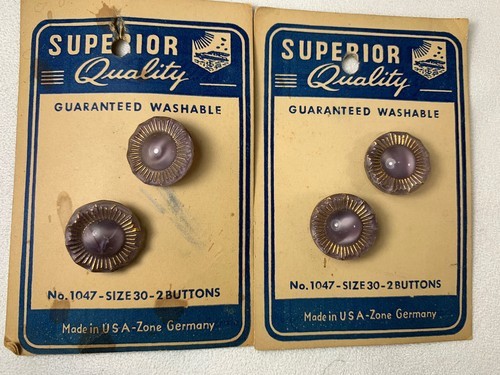 SUPERIOR
Quality
GUARANTEED WASHABLE
No. 1047-SIZE 30-2 BUTTONS
Made in U S A-Zone Germany
SUPERIOR
Quality
GUARANTEED WASHABLE
No. 1047-SIZE 30-2 BUTTONS
Made in U S A-Zone Germany